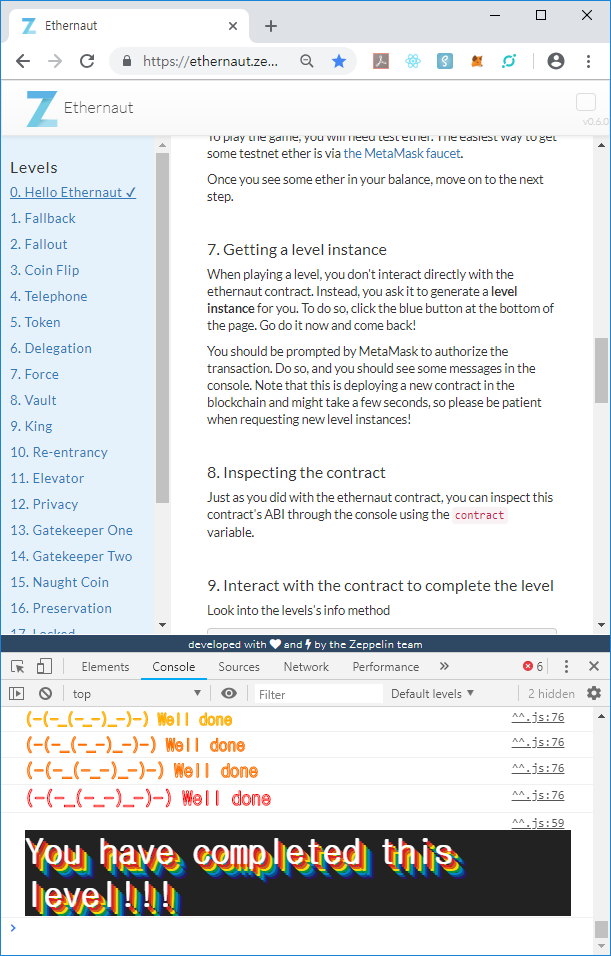 Ethernaut
https://ethernaut.ze...
Ethernaut
v0.6.0
Levels
0. Hello Ethernaut ✓
1. Fallback
2. Fallout
3. Coin Flip
4. Telephone
5. Token
6. Delegation
7. Force
8. Vault
9. King
10. Re-entrancy
11. Elevator
12. Privacy
13. Gatekeeper One
14. Gatekeeper Two
15. Naught Coin
16. Preservation
17. Locked
To play the game, you will need test ether. The easiest way to get
some testnet ether is via the MetaMask faucet.
Once you see some ether in your balance, move on to the next
step.
7. Getting a level instance
When playing a level, you don't interact directly with the
ethernaut contract. Instead, you ask it to generate a level
instance for you. To do so, click the blue button at the bottom of
the page. Go do it now and come back!
You should be prompted by MetaMask to authorize the
transaction. Do so, and you should see some messages in the
console. Note that this is deploying a new contract in the
blockchain and might take a few seconds, so please be patient
when requesting new level instances!
8. Inspecting the contract
Just as you did with the ethernaut contract, you can inspect this
contract's ABI through the console using the contract
variable.
9. Interact with the contract to complete the level
Look into the levels's info method
developed with ♥ and ⚡ by the Zeppelin team
Elements Console Sources Network Performance » 6
top Filter Default levels ▼ 2 hidden
(-(-_(-_-)_-)-) Well done ^^.js:76
(-(-_(-_-)_-)-) Well done ^^.js:76
(-(-_(-_-)_-)-) Well done ^^.js:76
(-(-_(-_-)_-)-) Well done ^^.js:76
^^.js:59
You have completed this
level!!!
>